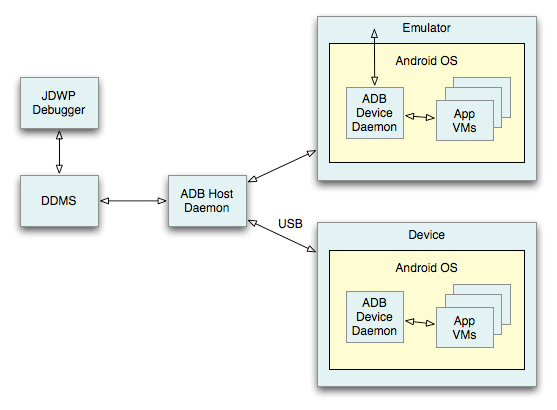 Emulator
Android OS
ADB
Device
Daemon
App
VMs
JDWP
Debugger
DDMS
ADB Host
Daemon
USB
Device
Android OS
ADB
Device
Daemon
App
VMs